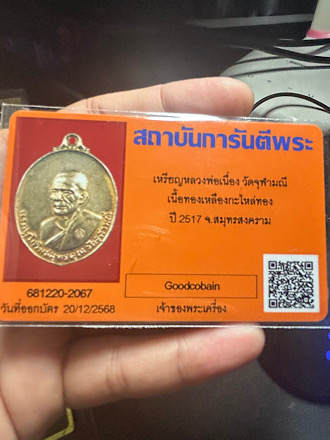 สถาบันการันตีพระ
เหรียญหลวงพ่อเนื่อง วัดจุฬามณี
เนื้อทองเหลืองกะไหล่ทอง
ปี 2517 จ.สมุทรสงคราม
681220-2067
Goodcobain
วันที่ออกบัตร 20/12/2568
เจ้าของพระเครื่อง